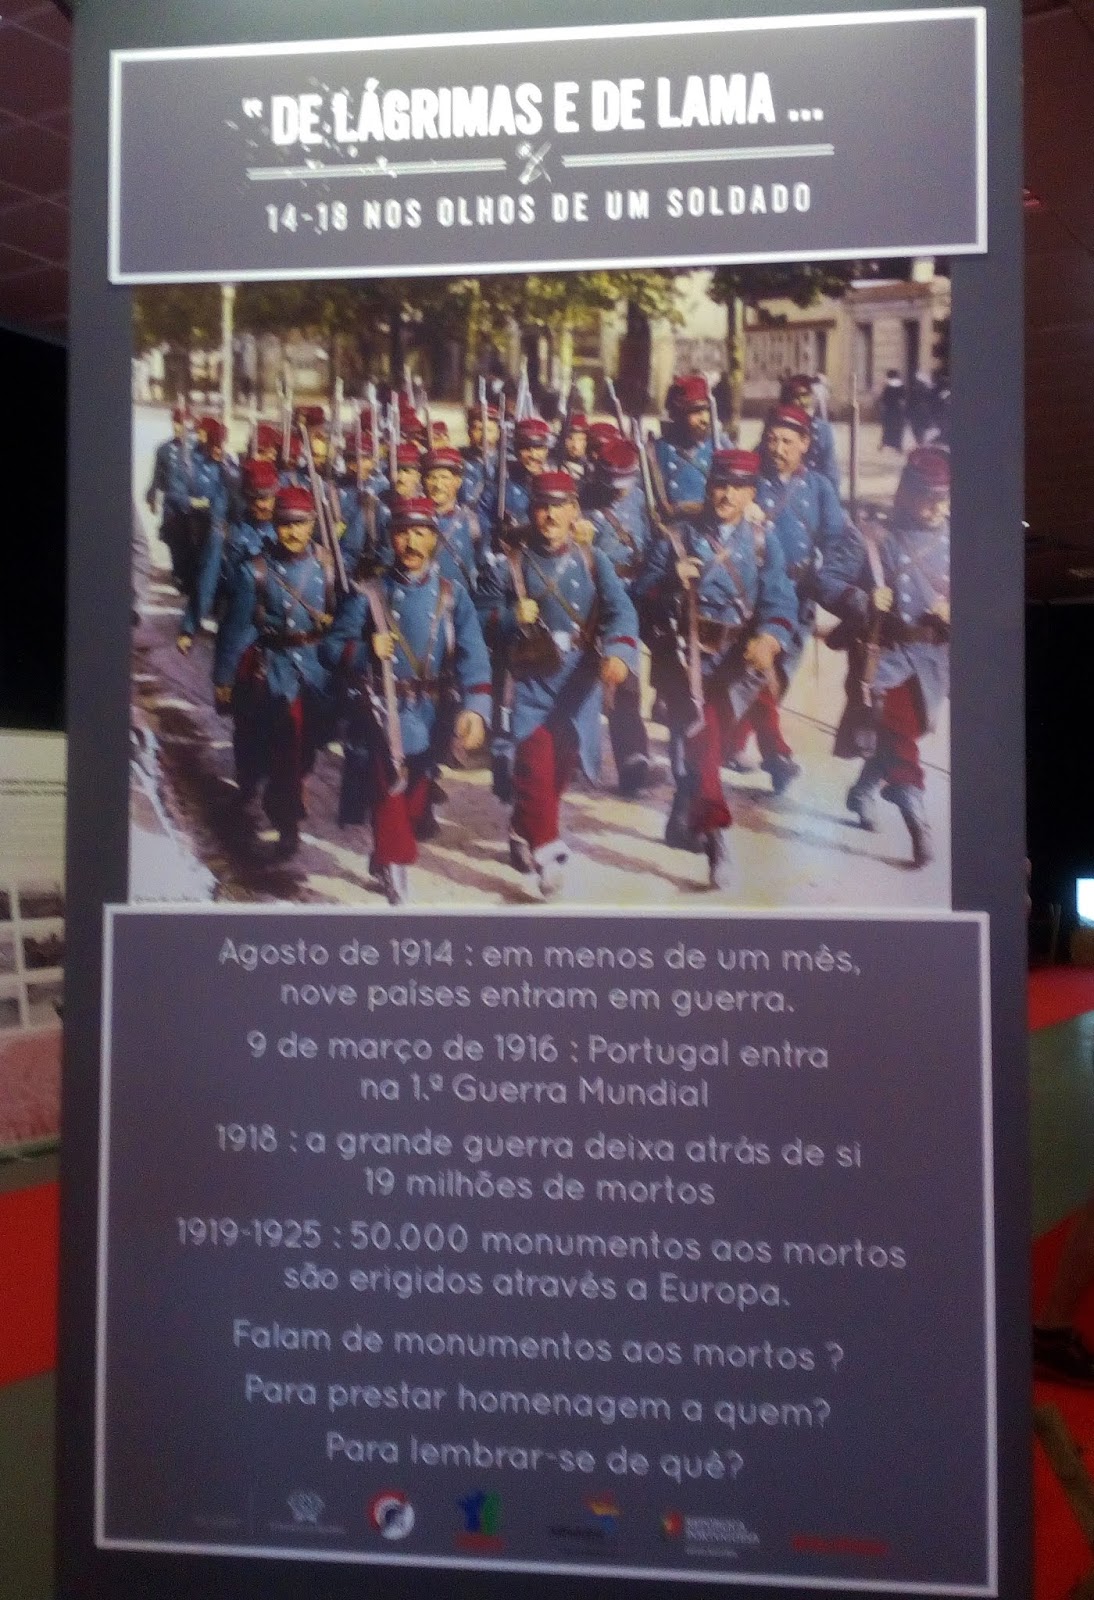 “ DE LÁGRIMAS E DE LAMA ...
14-18 NOS OLHOS DE UM SOLDADO
Agosto de 1914 : em menos de um mês,
nove países entram em guerra.
9 de março de 1916 : Portugal entra
na 1.ª Guerra Mundial
1918 : a grande guerra deixa atrás de si
19 milhões de mortos
1919-1925 : 50.000 monumentos aos mortos
são erigidos através a Europa.
Falam de monumentos aos mortos ?
Para prestar homenagem a quem?
Para lembrar-se de quê?
REPÚBLICA
PORTUGUESA